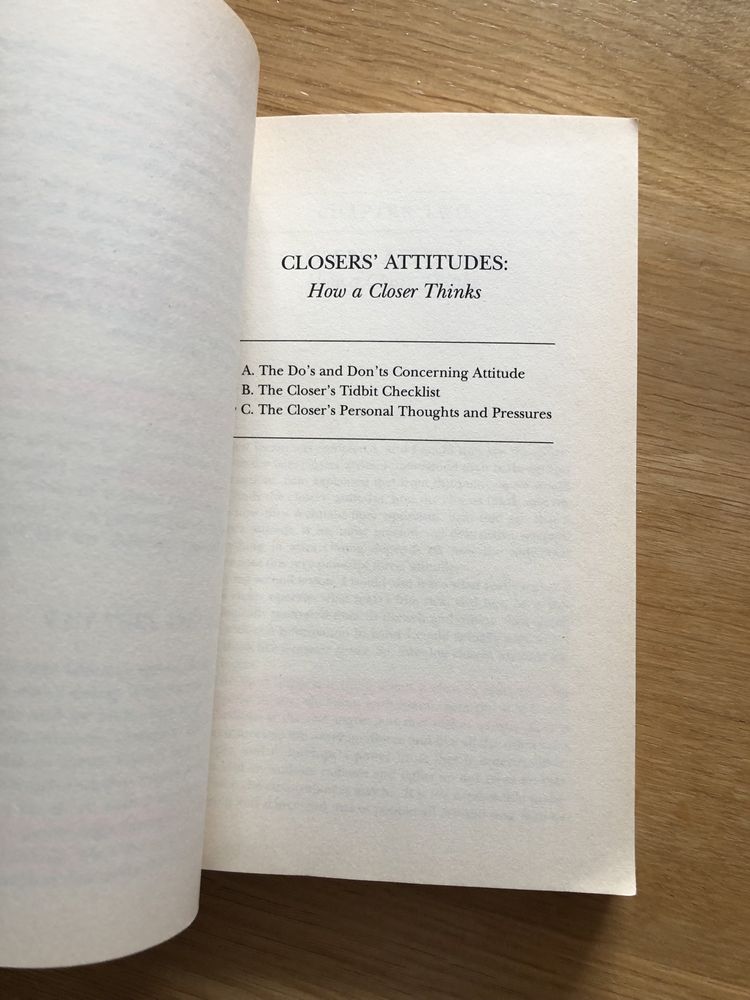 CLOSERS' ATTITUDES:
How a Closer Thinks
A. The Do's and Don'ts Concerning Attitude
B. The Closer's Tidbit Checklist
C. The Closer's Personal Thoughts and Pressures